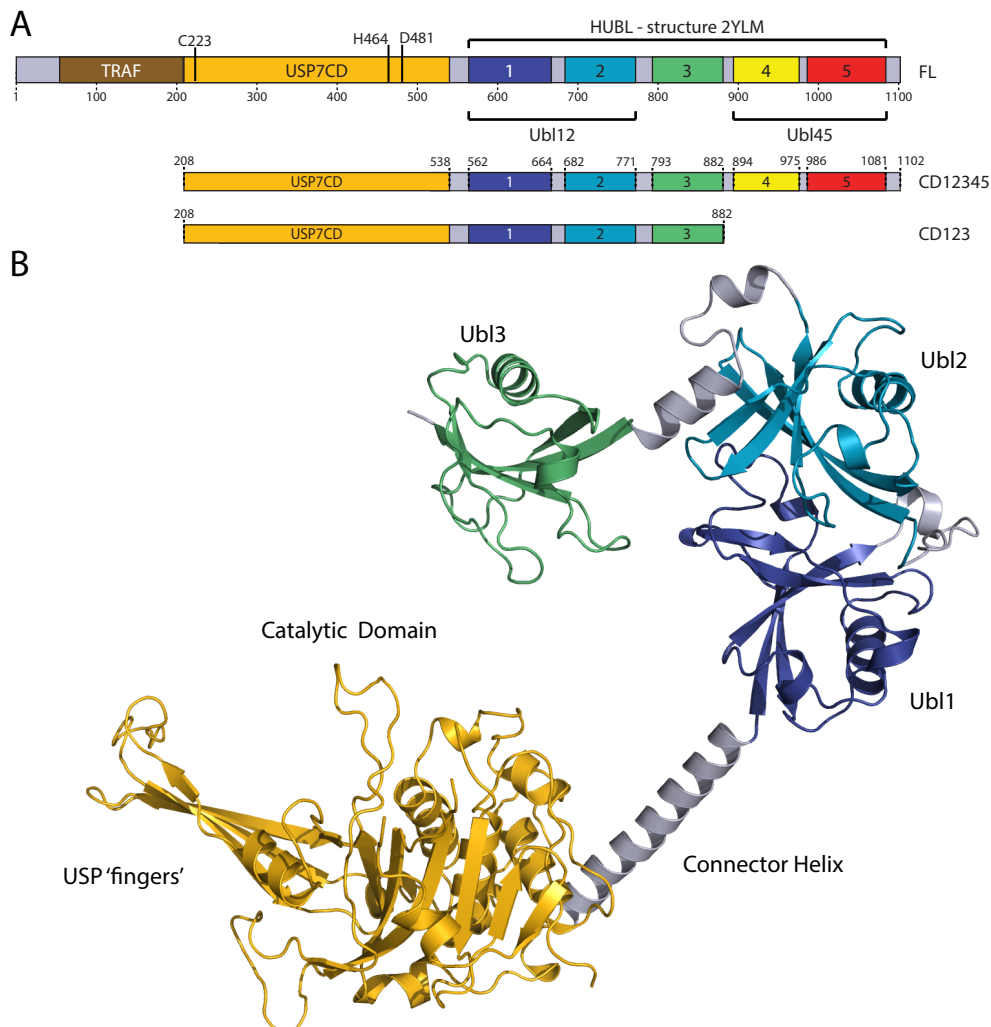 A
C223
H464
D481
HUBL - structure 2YLM
TRAF
USP7CD
1
2
3
4
5
FL
1
100
200
300
400
500
600
700
800
900
1000
1100
Ubl12
Ubl45
208
538
562
664
682
771
793
882
894
975
986
1081
1102
USP7CD
1
2
3
4
5
CD12345
208
882
USP7CD
1
2
3
CD123
B
Ubl3
Ubl2
Catalytic Domain
Ubl1
USP 'fingers'
Connector Helix